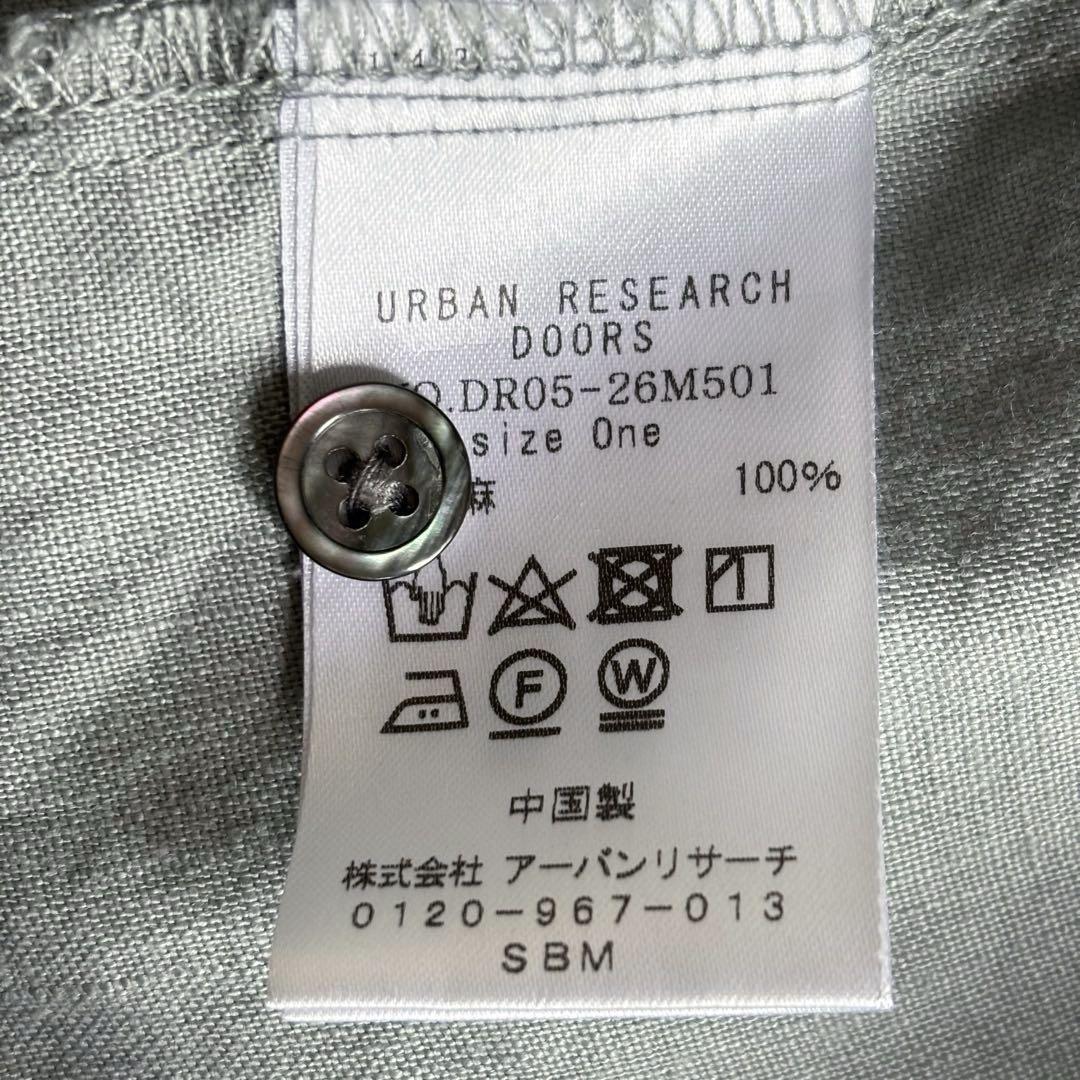 URBAN RESEARCH
DOORS
NO.DR05-26M501
size One
麻 100%
F W
中国製
株式会社 アーバンリサーチ
0120-967-013
SBM